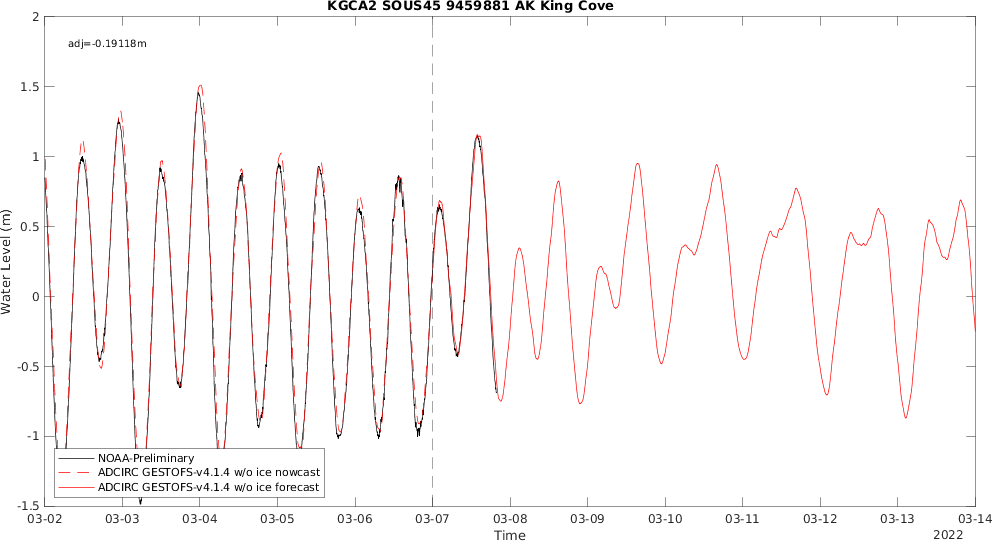 KGCA2 SOUS45 9459881 AK King Cove
adj=-0.19118m
Water Level (m)
2
1.5
1
0.5
0
-0.5
-1
-1.5
NOAA-Preliminary
ADCIRC GESTOFS-v4.1.4 w/o ice nowcast
ADCIRC GESTOFS-v4.1.4 w/o ice forecast
03-02 03-03 03-04 03-05 03-06 03-07 03-08 03-09 03-10 03-11 03-12 03-13 03-14
Time
2022